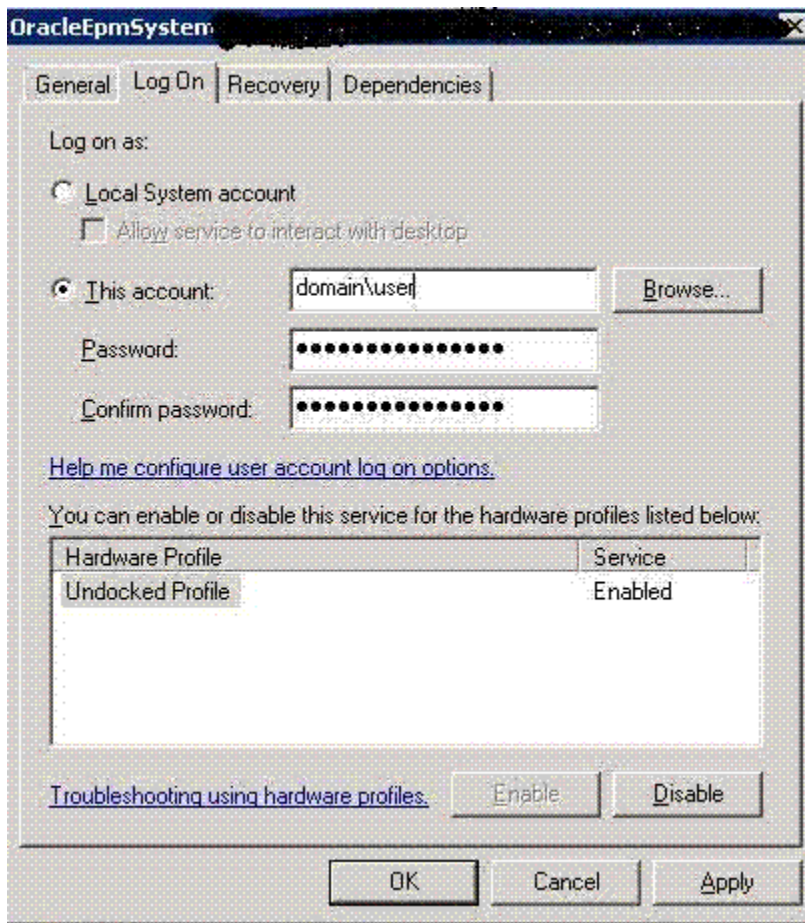 OracleEpmSystem
General Log On Recovery Dependencies
Log on as:
Local System account
Allow service to interact with desktop
This account: domain\user Browse...
Password: ●●●●●●●●●●●●●●●
Confirm password: ●●●●●●●●●●●●●●●
Help me configure user account log on options.
You can enable or disable this service for the hardware profiles listed below:
Hardware Profile Service
Undocked Profile Enabled
Troubleshooting using hardware profiles. Enable Disable
OK Cancel Apply